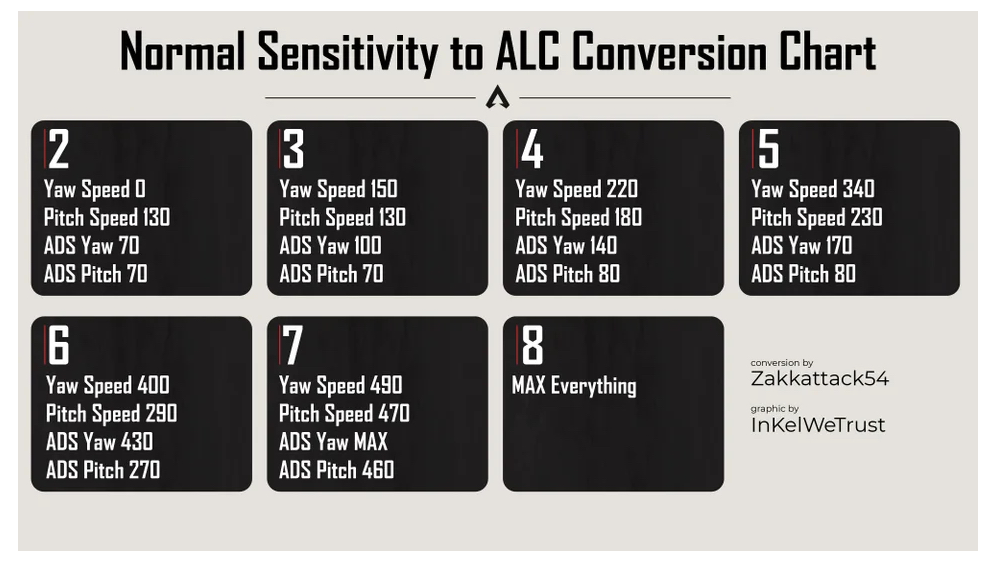 Normal Sensitivity to ALC Conversion Chart
2
Yaw Speed 0
Pitch Speed 130
ADS Yaw 70
ADS Pitch 70
3
Yaw Speed 150
Pitch Speed 130
ADS Yaw 100
ADS Pitch 70
4
Yaw Speed 220
Pitch Speed 180
ADS Yaw 140
ADS Pitch 80
5
Yaw Speed 340
Pitch Speed 230
ADS Yaw 170
ADS Pitch 80
6
Yaw Speed 400
Pitch Speed 290
ADS Yaw 430
ADS Pitch 270
7
Yaw Speed 490
Pitch Speed 470
ADS Yaw MAX
ADS Pitch 460
8
MAX Everything
conversion by
Zakkattack54
graphic by
InKelWeTrust